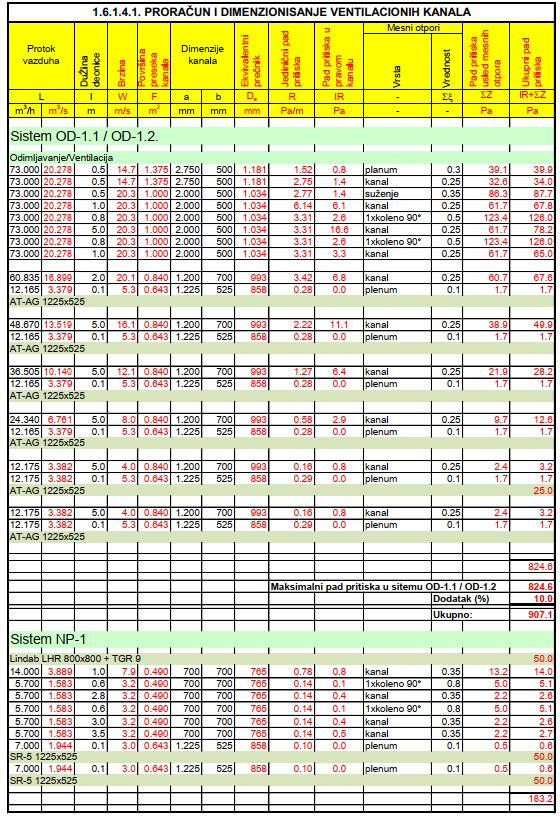 1.6.1.4.1. PRORAČUN I DIMENZIONISANJE VENTILACIONIH KANALA
Protok vazduha Dužina deonice Brzina Površina preseka kanala Dimenzije kanala Ekvivalentni prečnik Jedinični pad pritiska Pad pritiska u pravom kanalu Mesni otpori Vrsta Vrednost Pad pritiska usled mesnih otpora Ukupni pad pritiska
L l W F a b De R lR - Σξ ΣZ lR+ΣZ
m³/h m³/s m m/s m² mm mm mm Pa/m Pa - - Pa Pa
Sistem OD-1.1 / OD-1.2.
Odimljavanje/Ventilacija
73.000 20.278 0.5 14.7 1.375 2.750 500 1.181 1.52 0.8 planum 0.3 39.1 39.9
73.000 20.278 0.5 14.7 1.375 2.750 500 1.181 2.75 1.4 kanal 0.25 32.6 34.0
73.000 20.278 0.5 20.3 1.000 2.000 500 1.034 2.77 1.4 suženje 0.35 86.3 87.7
73.000 20.278 1.0 20.3 1.000 2.000 500 1.034 6.14 6.1 kanal 0.25 61.7 67.8
73.000 20.278 0.8 20.3 1.000 2.000 500 1.034 3.31 2.6 1xkoleno 90° 0.5 123.4 126.0
73.000 20.278 5.0 20.3 1.000 2.000 500 1.034 3.31 16.6 kanal 0.25 61.7 78.2
73.000 20.278 0.8 20.3 1.000 2.000 500 1.034 3.31 2.6 1xkoleno 90° 0.5 123.4 126.0
73.000 20.278 1.0 20.3 1.000 2.000 500 1.034 3.31 3.3 kanal 0.25 61.7 65.0
60.835 16.899 2.0 20.1 0.840 1.200 700 993 3.42 6.8 kanal 0.25 60.7 67.6
12.165 3.379 0.1 5.3 0.643 1.225 525 858 0.28 0.0 plenum 0.1 1.7 1.7
AT-AG 1225x525
48.670 13.519 5.0 16.1 0.840 1.200 700 993 2.22 11.1 kanal 0.25 38.9 49.9
12.165 3.379 0.1 5.3 0.643 1.225 525 858 0.28 0.0 plenum 0.1 1.7 1.7
AT-AG 1225x525
36.505 10.140 5.0 12.1 0.840 1.200 700 993 1.27 6.4 kanal 0.25 21.9 28.2
12.165 3.379 0.1 5.3 0.643 1.225 525 858 0.28 0.0 plenum 0.1 1.7 1.7
AT-AG 1225x525
24.340 6.761 5.0 8.0 0.840 1.200 700 993 0.58 2.9 kanal 0.25 9.7 12.6
12.165 3.379 0.1 5.3 0.643 1.225 525 858 0.28 0.0 plenum 0.1 1.7 1.7
AT-AG 1225x525
12.175 3.382 5.0 4.0 0.840 1.200 700 993 0.16 0.8 kanal 0.25 2.4 3.2
12.165 3.379 0.1 5.3 0.643 1.225 525 858 0.28 0.0 plenum 0.1 1.7 1.7
AT-AG 1225x525 25.0
12.175 3.382 5.0 4.0 0.840 1.200 700 993 0.16 0.8 kanal 0.25 2.4 3.2
12.175 3.382 0.1 5.3 0.643 1.225 525 858 0.29 0.0 plenum 0.1 1.7 1.7
AT-AG 1225x525
824.6
Maksimalni pad pritiska u sitemu OD-1.1 / OD-1.2 824.6
Dodatak (%) 10.0
Ukupno: 907.1
Sistem NP-1
Lindab LHR 800x800 + TGR 9 50.0
14.000 3.889 1.0 7.9 0.490 700 700 765 0.78 0.8 kanal 0.35 13.2 14.0
5.700 1.583 0.6 3.2 0.490 700 700 765 0.14 0.1 1xkoleno 90° 0.8 5.0 5.1
5.700 1.583 2.8 3.2 0.490 700 700 765 0.14 0.4 kanal 0.35 2.2 2.6
5.700 1.583 0.6 3.2 0.490 700 700 765 0.14 0.1 1xkoleno 90° 0.8 5.0 5.1
5.700 1.583 3.0 3.2 0.490 700 700 765 0.14 0.4 kanal 0.35 2.2 2.6
5.700 1.583 3.5 3.2 0.490 700 700 765 0.14 0.5 kanal 0.35 2.2 2.7
7.000 1.944 0.1 3.0 0.643 1.225 525 858 0.10 0.0 plenum 0.1 0.5 0.6
SR-5 1225x525 50.0
7.000 1.944 0.1 3.0 0.643 1.225 525 858 0.10 0.0 plenum 0.1 0.5 0.6
SR-5 1225x525 50.0
183.2